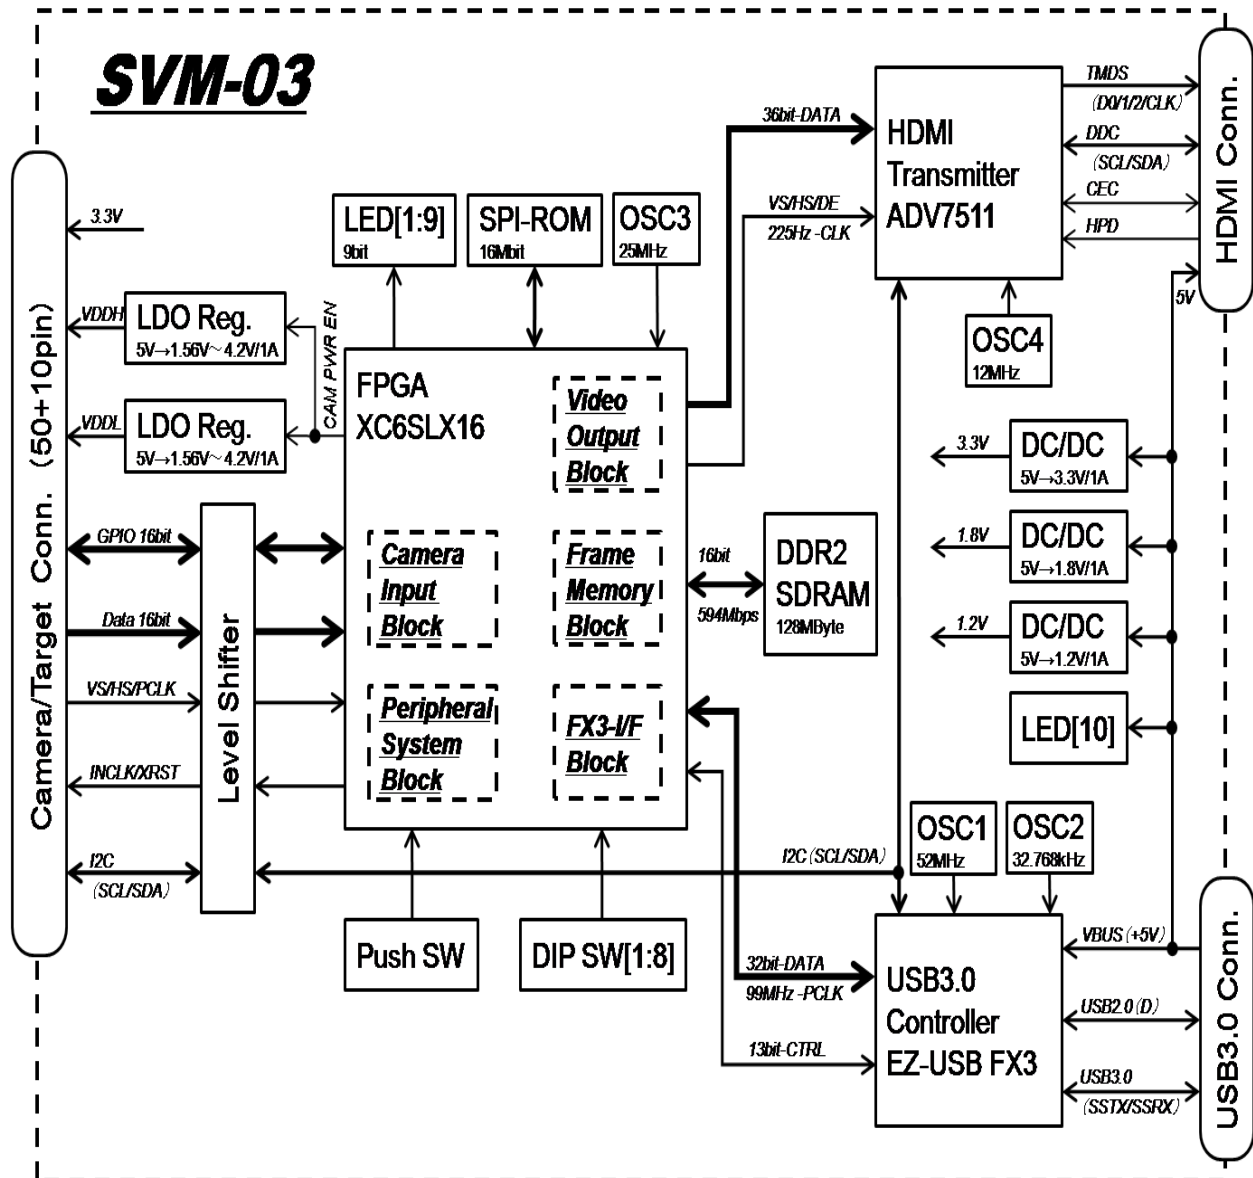 SVM-03
Camera/Target Conn. (50+10pin)
3.3V
VDDH
LDO Reg.
5V→1.56V～4.2V/1A
VDDL
LDO Reg.
5V→1.56V～4.2V/1A
CAM PWR EN
LED[1:9]
9bit
SPI-ROM
16Mbit
OSC3
25MHz
FPGA
XC6SLX16
Video
Output
Block
Camera
Input
Block
Frame
Memory
Block
Peripheral
System
Block
FX3-I/F
Block
GPIO 16bit
Data 16bit
VS/HS/PCLK
INCLK/XRST
I2C
(SCL/SDA)
Level Shifter
Push SW
DIP SW[1:8]
36bit-DATA
VS/HS/DE
225Hz-CLK
HDMI
Transmitter
ADV7511
TMDS
(D0/1/2/CLK)
DDC
(SCL/SDA)
CEC
HPD
5V
HDMI Conn.
OSC4
12MHz
16bit
594Mbps
DDR2
SDRAM
128MByte
3.3V
DC/DC
5V→3.3V/1A
1.8V
DC/DC
5V→1.8V/1A
1.2V
DC/DC
5V→1.2V/1A
LED[10]
OSC1
52MHz
OSC2
32.768kHz
I2C (SCL/SDA)
32bit-DATA
99MHz-PCLK
13bit-CTRL
USB3.0
Controller
EZ-USB FX3
VBUS (+5V)
USB2.0 (D)
USB3.0
(SSTX/SSRX)
USB3.0 Conn.